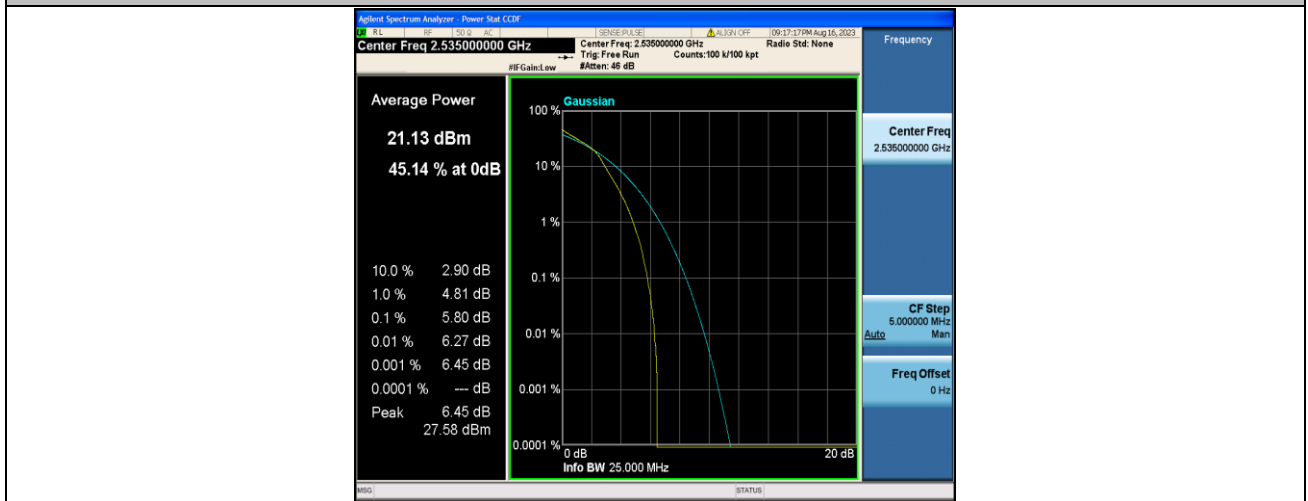 Agilent Spectrum Analyzer - Power Stat CCDF
RL RF 50 Ω AC SENSE:PULSE ALIGN OFF 09:17:17 PM Aug 16, 2023
Center Freq 2.535000000 GHz
Center Freq: 2.535000000 GHz Radio Std: None
Trig: Free Run Counts:100 k/100 kpt
#IFGain:Low #Atten: 46 dB
Frequency
Average Power
21.13 dBm
45.14 % at 0dB
10.0 % 2.90 dB
1.0 % 4.81 dB
0.1 % 5.80 dB
0.01 % 6.27 dB
0.001 % 6.45 dB
0.0001 % --- dB
Peak 6.45 dB
27.58 dBm
Gaussian
100 %
10 %
1 %
0.1 %
0.01 %
0.001 %
0.0001 %
0 dB 20 dB
Info BW 25.000 MHz
Center Freq
2.535000000 GHz
CF Step
5.000000 MHz
Auto Man
Freq Offset
0 Hz
MSG STATUS